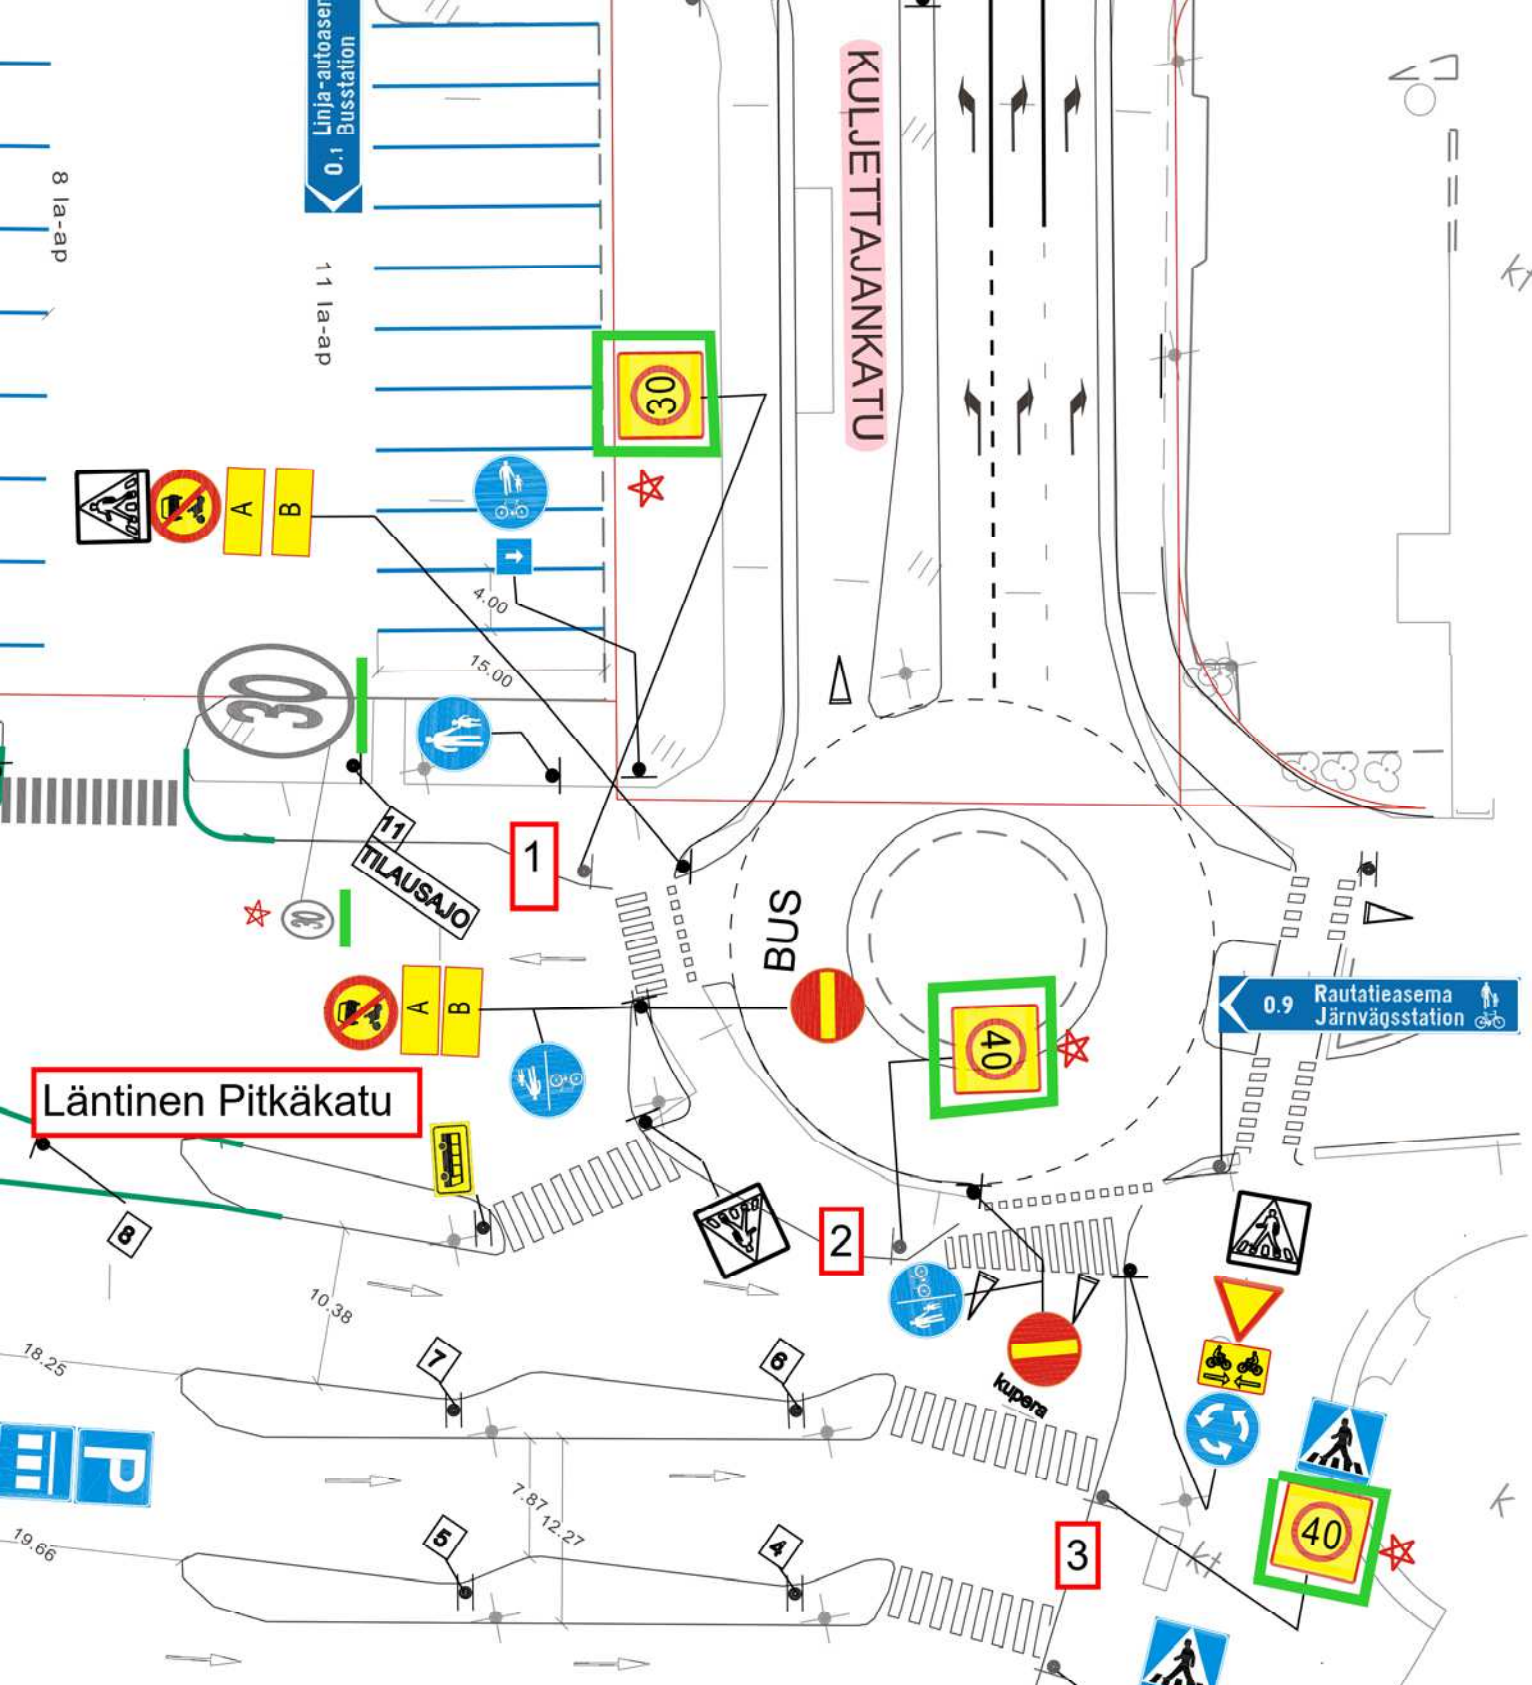 Linja-autoasem
Busstation
0.1
KULJETTAJANKATU
8 la-ap
11 la-ap
30
A
B
4.00
15.00
30
11
TILAUSAJO
1
30
BUS
A
B
40
0.9
Rautatieasema
Järnvägsstation
Läntinen Pitkäkatu
8
2
10.38
18.25
7
6
kupera
P
7.87
12.27
19.66
5
4
3
kt
40
k